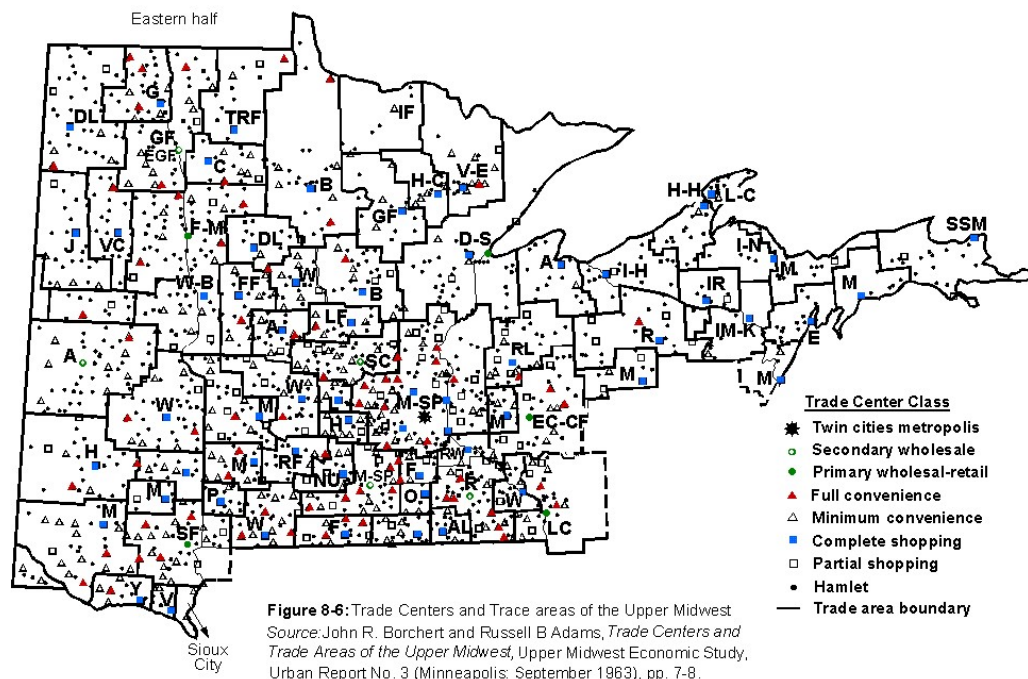 Eastern half
G
DL
TRF
IF
GF
EGF
C
B
H-C
V-E
H-H
L-C
GF
J
VC
F-M
DL
D-S
A
I-H
I-N
M
SSM
W-B
FF
W
B
IR
M
A
LF
R
IM-K
E
A
SC
RL
M
M
W
W
M
M-SP
M
EC-CF
H
H
M
RF
NU
M-SP
F
RW
M
P
O
R
W
M
SF
W
F
AL
LC
Y
V
Sioux
City
Trade Center Class
Twin cities metropolis
Secondary wholesale
Primary wholesal-retail
Full convenience
Minimum convenience
Complete shopping
Partial shopping
Hamlet
Trade area boundary
Figure 8-6: Trade Centers and Trace areas of the Upper Midwest
Source: John R. Borchert and Russell B Adams, Trade Centers and
Trade Areas of the Upper Midwest, Upper Midwest Economic Study,
Urban Report No. 3 (Minneapolis: September 1963), pp. 7-8.